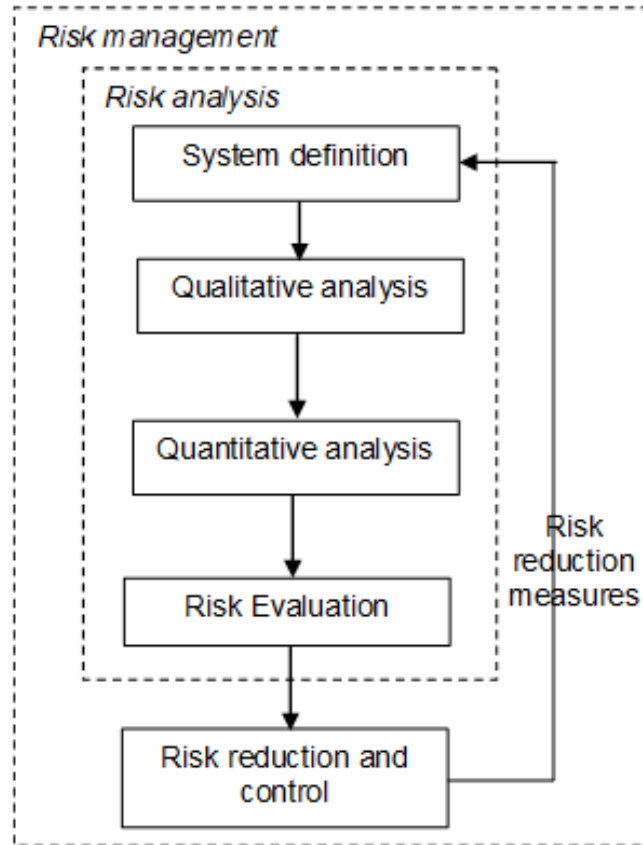 Risk management
Risk analysis
System definition
Qualitative analysis
Quantitative analysis
Risk
reduction
measures
Risk Evaluation
Risk reduction and
control